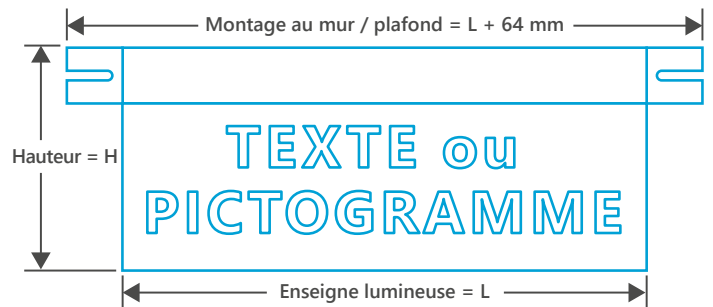 Montage au mur / plafond = L + 64 mm
Hauteur = H
TEXTE ou
PICTOGRAMME
Enseigne lumineuse = L